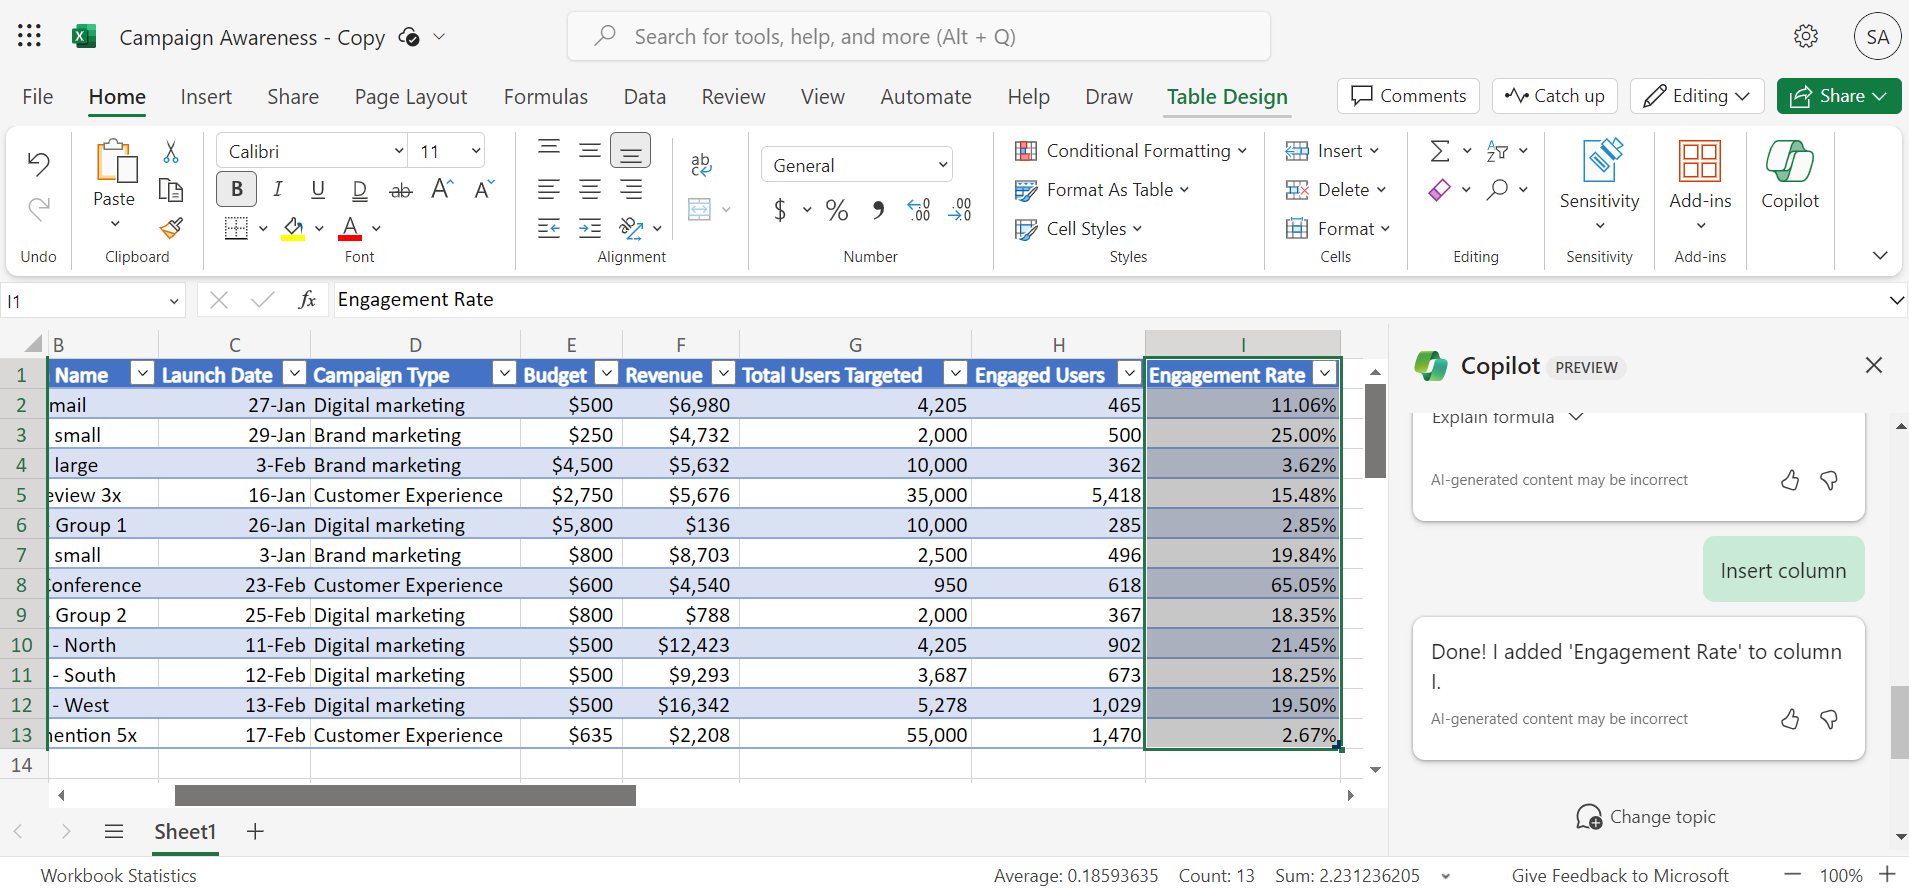 Campaign Awareness - Copy
Search for tools, help, and more (Alt + Q)
SA
File Home Insert Share Page Layout Formulas Data Review View Automate Help Draw Table Design Comments Catch up Editing Share
Paste
Calibri 11
B I U D ab A A
ab
General
$ % .00 .00
Conditional Formatting
Format As Table
Cell Styles
Insert
Delete
Format
Sensitivity
Add-ins
Copilot
Undo Clipboard Font Alignment Number Styles Cells Editing Sensitivity Add-ins
I1 fx Engagement Rate
B C D E F G H I
1 Name Launch Date Campaign Type Budget Revenue Total Users Targeted Engaged Users Engagement Rate
2 mail 27-Jan Digital marketing $500 $6,980 4,205 465 11.06%
3 small 29-Jan Brand marketing $250 $4,732 2,000 500 25.00%
4 large 3-Feb Brand marketing $4,500 $5,632 10,000 362 3.62%
5 eview 3x 16-Jan Customer Experience $2,750 $5,676 35,000 5,418 15.48%
6 Group 1 26-Jan Digital marketing $5,800 $136 10,000 285 2.85%
7 small 3-Jan Brand marketing $800 $8,703 2,500 496 19.84%
8 Conference 23-Feb Customer Experience $600 $4,540 950 618 65.05%
9 Group 2 25-Feb Digital marketing $800 $788 2,000 367 18.35%
10 - North 11-Feb Digital marketing $500 $12,423 4,205 902 21.45%
11 - South 12-Feb Digital marketing $500 $9,293 3,687 673 18.25%
12 - West 13-Feb Digital marketing $500 $16,342 5,278 1,029 19.50%
13 mention 5x 17-Feb Customer Experience $635 $2,208 55,000 1,470 2.67%
14
Copilot PREVIEW
Explain formula
AI-generated content may be incorrect
Insert column
Done! I added 'Engagement Rate' to column
I.
AI-generated content may be incorrect
Change topic
Sheet1
Workbook Statistics Average: 0.18593635 Count: 13 Sum: 2.231236205 Give Feedback to Microsoft 100%